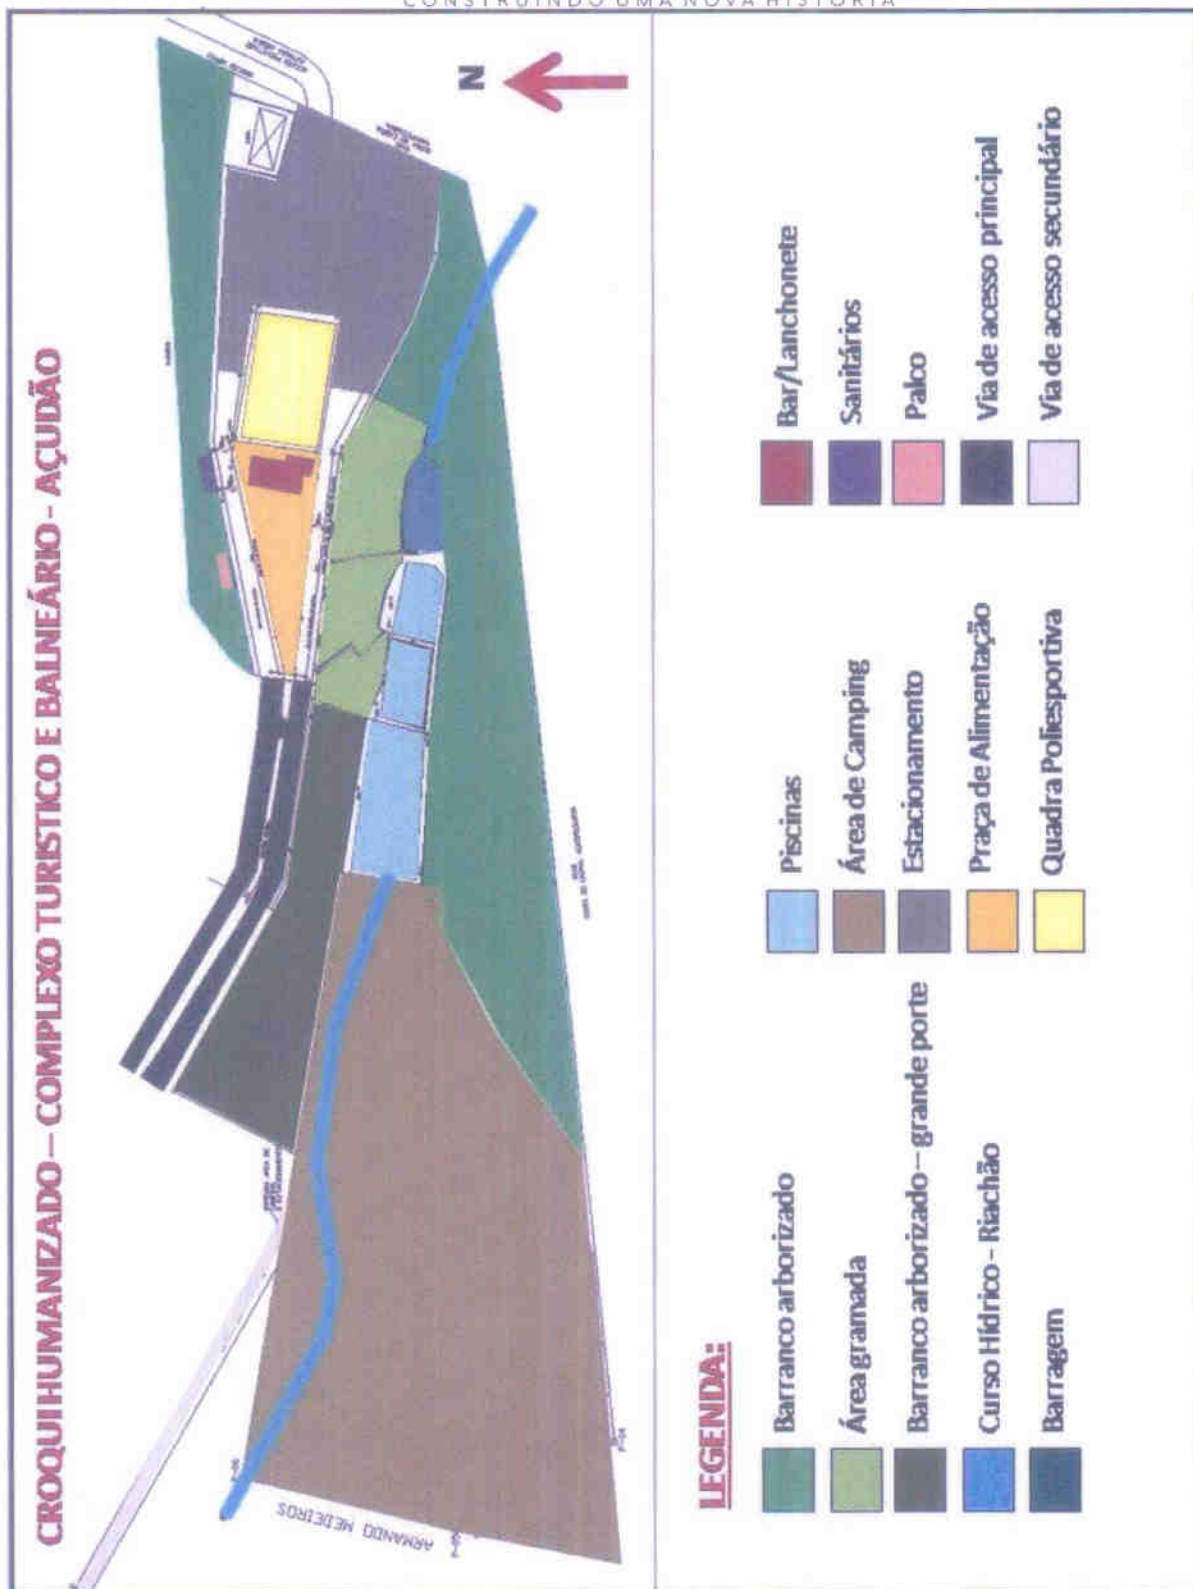 CONSTRUINDO UMA NOVA HISTÓRIA
CROQUI HUMANIZADO – COMPLEXO TURISTICO E BALNEÁRIO - AÇUDÃO
N
ARMANDO MEDEIROS
LEGENDA:
Barranco arborizado
Área gramada
Barranco arborizado – grande porte
Curso Hídrico – Riachão
Barragem
Piscinas
Área de Camping
Estacionamento
Praça de Alimentação
Quadra Poliesportiva
Bar/Lanchonete
Sanitários
Palco
Via de acesso principal
Via de acesso secundário